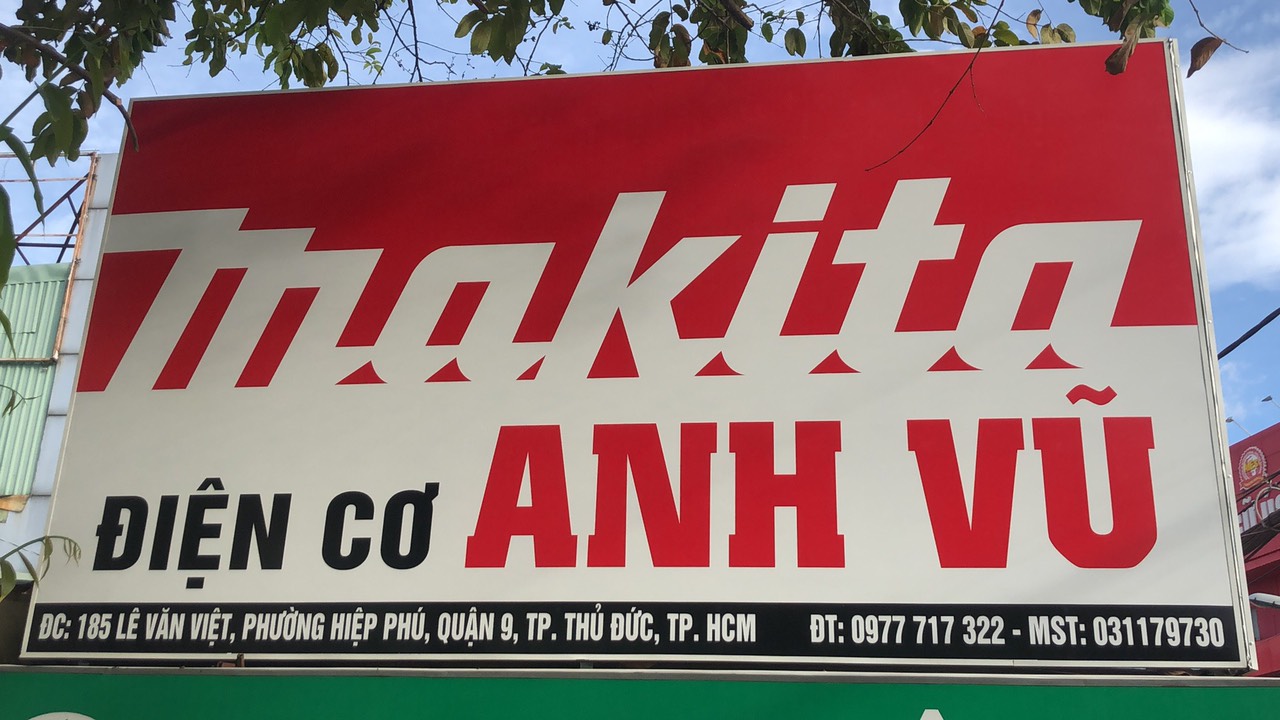 makita
ĐIỆN CƠ ANH VŨ
ĐC: 185 LÊ VĂN VIỆT, PHƯỜNG HIỆP PHÚ, QUẬN 9, TP. THỦ ĐỨC, TP. HCM ĐT: 0977 717 322 - MST: 031179730